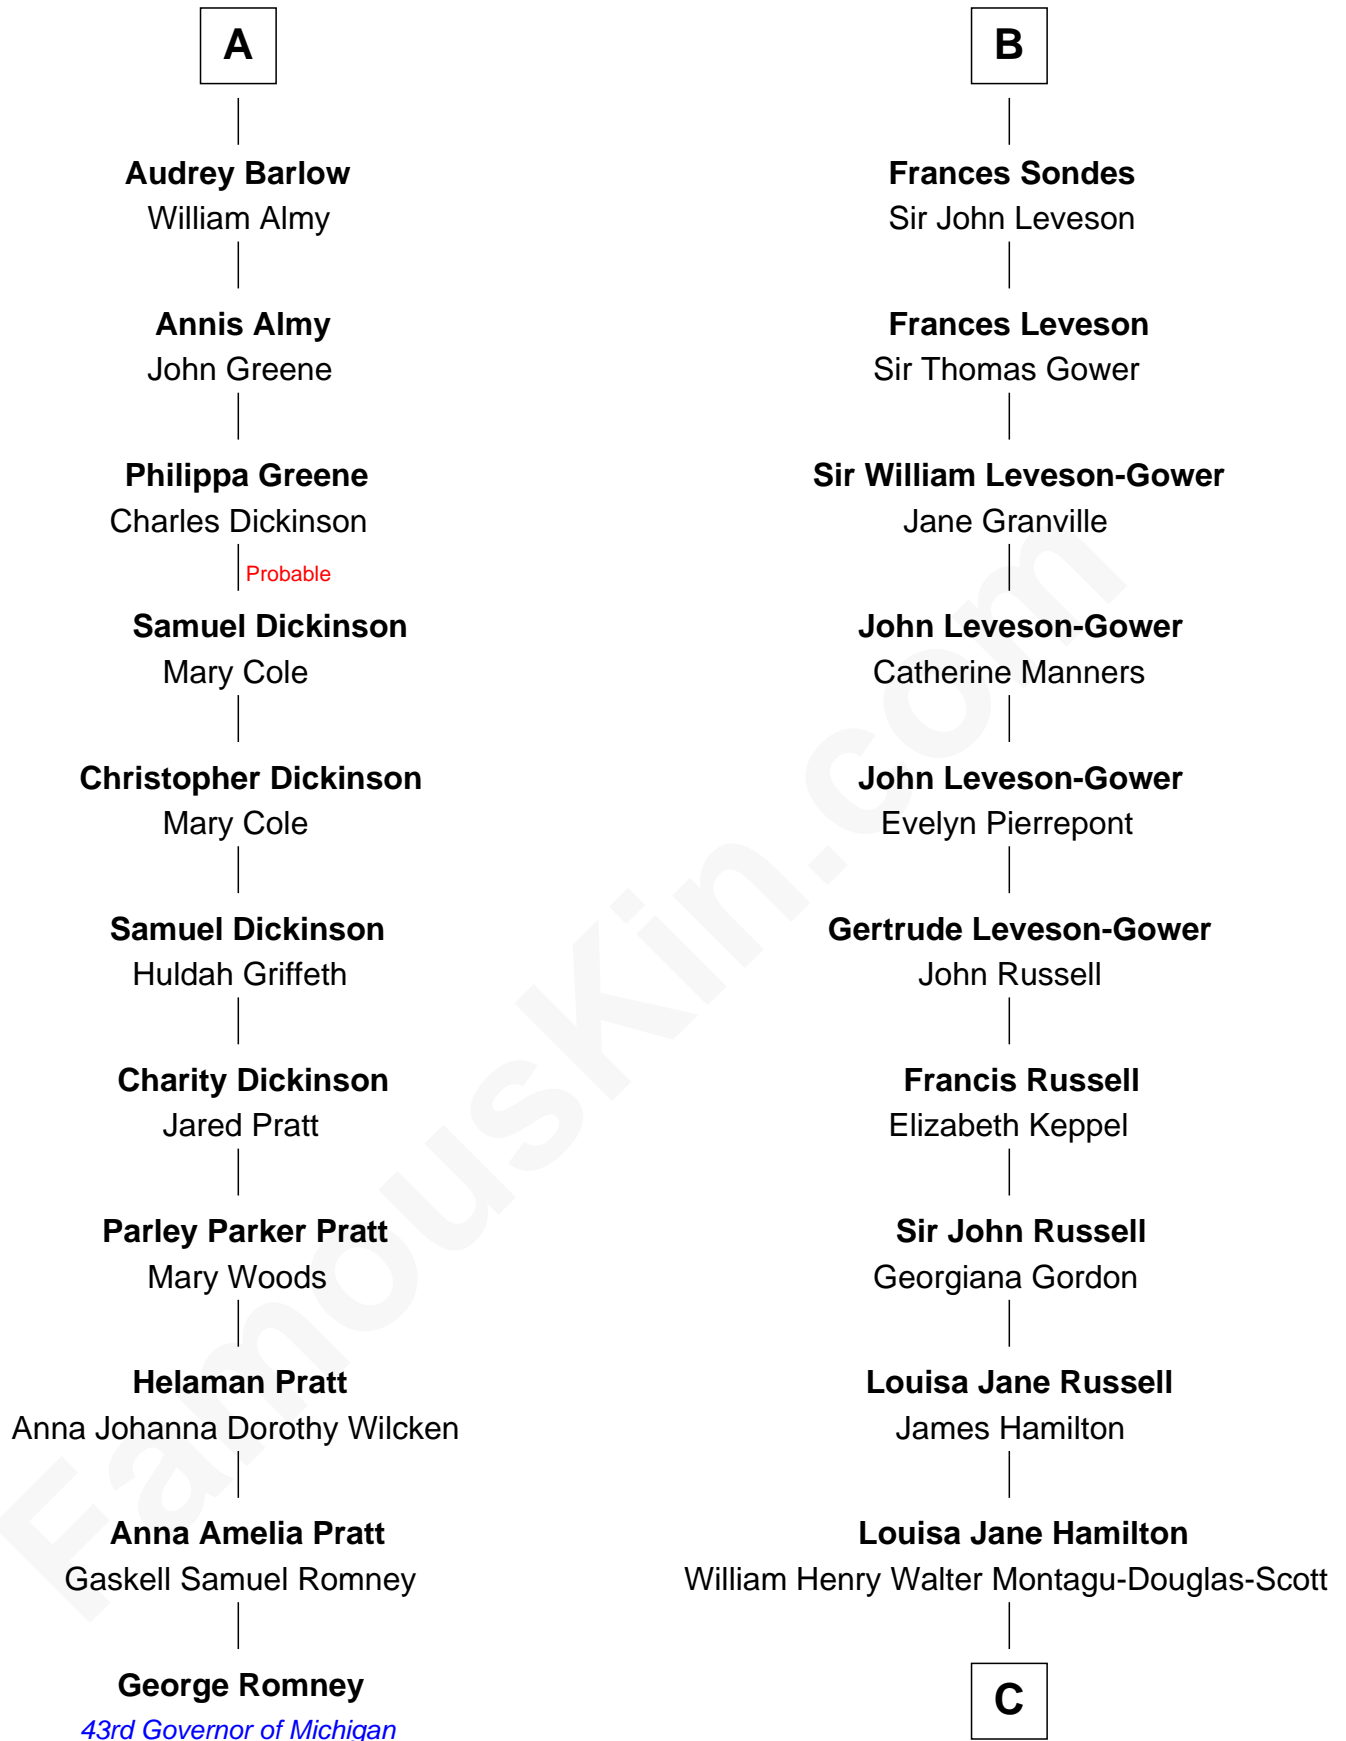 A
Audrey Barlow
William Almy
Annis Almy
John Greene
Philippa Greene
Charles Dickinson
Probable
Samuel Dickinson
Mary Cole
Christopher Dickinson
Mary Cole
Samuel Dickinson
Huldah Griffeth
Charity Dickinson
Jared Pratt
Parley Parker Pratt
Mary Woods
Helaman Pratt
Anna Johanna Dorothy Wilcken
Anna Amelia Pratt
Gaskell Samuel Romney
George Romney
43rd Governor of Michigan
B
Frances Sondes
Sir John Leveson
Frances Leveson
Sir Thomas Gower
Sir William Leveson-Gower
Jane Granville
John Leveson-Gower
Catherine Manners
John Leveson-Gower
Evelyn Pierrepont
Gertrude Leveson-Gower
John Russell
Francis Russell
Elizabeth Keppel
Sir John Russell
Georgiana Gordon
Louisa Jane Russell
James Hamilton
Louisa Jane Hamilton
William Henry Walter Montagu-Douglas-Scott
C
FamousKin.com